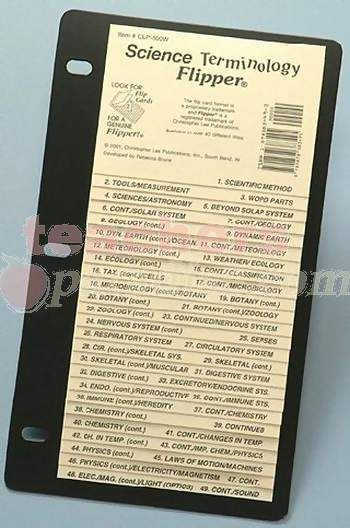 Item # CLP-500W
Science Terminology
Flipper®
LOOK FOR
Flip
Cards
FOR A
GENUINE
Flipper!®
The flip card format is
a proprietary trademark
and Flipper® is a
registered trademark of
Christopher Lee Publications.
© 2001, Christopher Lee Publications, Inc., South Bend, IN
Developed by Rebecca
1. SCIENTIFIC METHOD
2. TOOLS/MEASUREMENT
3. WORD PARTS
4. SCIENCES/ASTRONOMY
5. BEYOND SOLAR SYSTEM
6. CONT./SOLAR SYSTEM
7. CONT./GEOLOGY
8. GEOLOGY (cont.)
9. DYNAMIC EARTH
10. DYN. EARTH (cont.)/OCEAN
11. CONT./METEOROLOGY
12. METEOROLOGY (cont.)
13. WEATHER/ECOLOGY
14. ECOLOGY (cont.)
15. CONT./CLASSIFICATION
16. TAX. (cont.)/CELLS
17. CONT./MICROBIOLOGY
18. MICROBIOLOGY/BOTANY
19. BOTANY (cont.)
20. BOTANY (cont.)
21. BOTANY (cont.)/ZOOLOGY
22. ZOOLOGY (cont.)
23. CONTINUED/NERVOUS SYSTEM
24. NERVOUS SYSTEM (cont.)
25. SENSES
26. RESPIRATORY SYSTEM
27. CIRCULATORY SYSTEM
28. CIR. (cont.)/SKELETAL SYS.
29. SKELETAL (cont.)
30. SKELETAL (cont.)/MUSCULAR
31. DIGESTIVE SYSTEM
32. DIGESTIVE (cont.)
33. EXCRETORY/ENDOCRINE SYS.
34. ENDO. (cont.)/REPRODUCTIVE
35. CONT./IMMUNE SYS.
36. IMMUNE (cont.)/HEREDITY
37. CONT./CHEMISTRY
38. CHEMISTRY (cont.)
39. CONTINUED
40. CHEMISTRY (cont.)
41. CONT./CHANGES IN TEMP
42. CH. IN TEMP. (cont.)
43. CONT./IMP. CHEM./PHYSICS
44. PHYSICS (cont.)
45. LAWS OF MOTION/MACHINES
46. PHYSICS (cont.)/ELECTRICITY/MAGNETISM
47. CONT.
48. ELEC./MAG. (cont.)/LIGHT (OPTICS)
49. CONT./SOUND